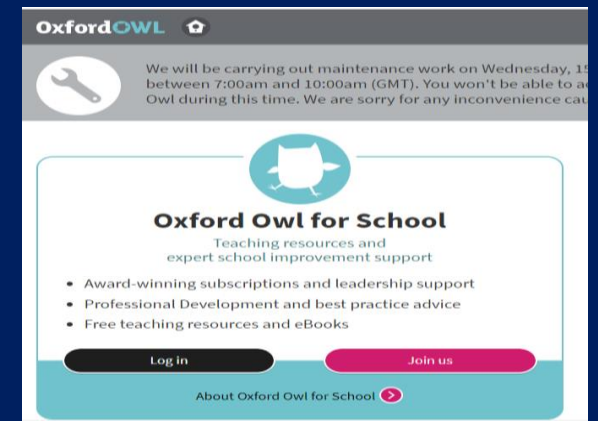 OxfordOWL
We will be carrying out maintenance work on Wednesday,
between 7:00am and 10:00am (GMT). You won't be able to
Owl during this time. We are sorry for any inconvenience
Oxford Owl for School
Teaching resources and
expert school improvement support
• Award-winning subscriptions and leadership support
• Professional Development and best practice advice
• Free teaching resources and eBooks
Log in
Join us
About Oxford Owl for School